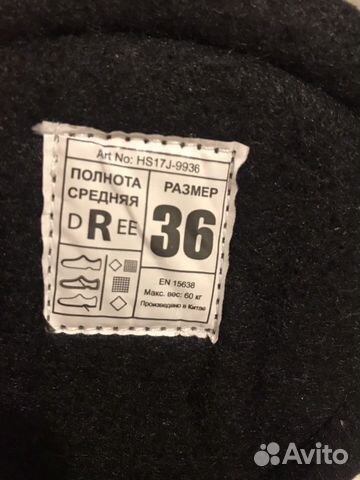 Art No: HS17J-9936
ПОЛНОТА
СРЕДНЯЯ
D R EE
РАЗМЕР
36
EN 15638
Макс. вес: 60 кг
Произведено в Китае
Avito